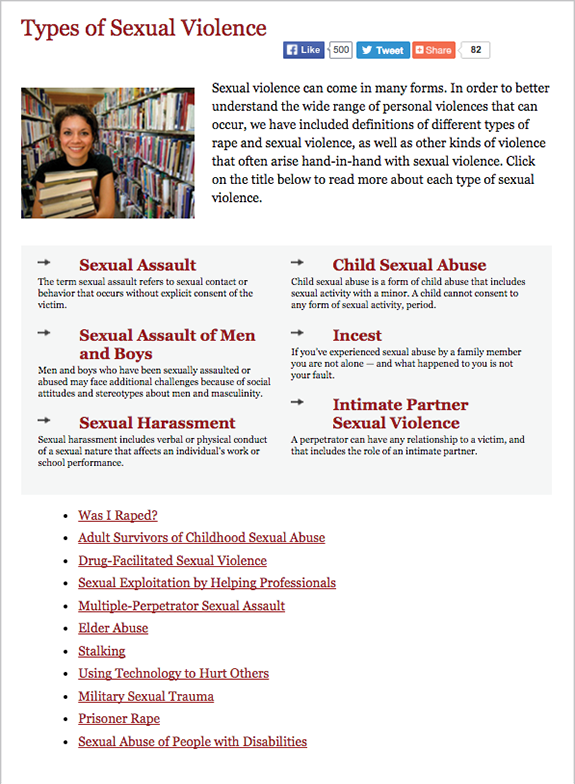 Types of Sexual Violence
Like 500 Tweet Share 82
Sexual violence can come in many forms. In order to better
understand the wide range of personal violences that can
occur, we have included definitions of different types of
rape and sexual violence, as well as other kinds of violence
that often arise hand-in-hand with sexual violence. Click
on the title below to read more about each type of sexual
violence.
Sexual Assault
The term sexual assault refers to sexual contact or
behavior that occurs without explicit consent of the
victim.
Sexual Assault of Men
and Boys
Men and boys who have been sexually assaulted or
abused may face additional challenges because of social
attitudes and stereotypes about men and masculinity.
Sexual Harassment
Sexual harassment includes verbal or physical conduct
of a sexual nature that affects an individual's work or
school performance.
Child Sexual Abuse
Child sexual abuse is a form of child abuse that includes
sexual activity with a minor. A child cannot consent to
any form of sexual activity, period.
Incest
If you've experienced sexual abuse by a family member
you are not alone — and what happened to you is not
your fault.
Intimate Partner
Sexual Violence
A perpetrator can have any relationship to a victim, and
that includes the role of an intimate partner.
Was I Raped?
Adult Survivors of Childhood Sexual Abuse
Drug-Facilitated Sexual Violence
Sexual Exploitation by Helping Professionals
Multiple-Perpetrator Sexual Assault
Elder Abuse
Stalking
Using Technology to Hurt Others
Military Sexual Trauma
Prisoner Rape
Sexual Abuse of People with Disabilities